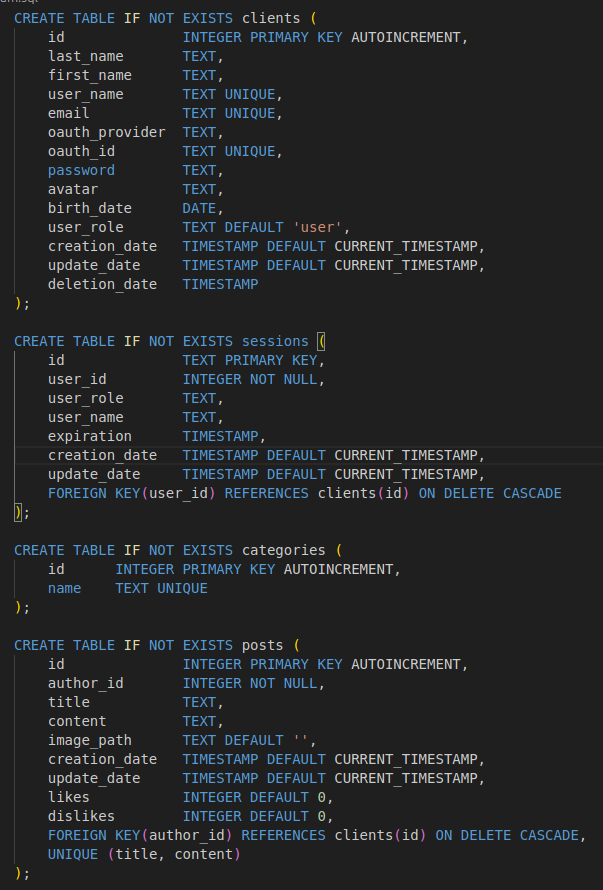 um.sql
CREATE TABLE IF NOT EXISTS clients (
    id              INTEGER PRIMARY KEY AUTOINCREMENT,
    last_name       TEXT,
    first_name      TEXT,
    user_name       TEXT UNIQUE,
    email           TEXT UNIQUE,
    oauth_provider  TEXT,
    oauth_id        TEXT UNIQUE,
    password        TEXT,
    avatar          TEXT,
    birth_date      DATE,
    user_role       TEXT DEFAULT 'user',
    creation_date   TIMESTAMP DEFAULT CURRENT_TIMESTAMP,
    update_date     TIMESTAMP DEFAULT CURRENT_TIMESTAMP,
    deletion_date   TIMESTAMP
);
CREATE TABLE IF NOT EXISTS sessions (
    id              TEXT PRIMARY KEY,
    user_id         INTEGER NOT NULL,
    user_role       TEXT,
    user_name       TEXT,
    expiration      TIMESTAMP,
    creation_date   TIMESTAMP DEFAULT CURRENT_TIMESTAMP,
    update_date     TIMESTAMP DEFAULT CURRENT_TIMESTAMP,
    FOREIGN KEY(user_id) REFERENCES clients(id) ON DELETE CASCADE
);
CREATE TABLE IF NOT EXISTS categories (
    id      INTEGER PRIMARY KEY AUTOINCREMENT,
    name    TEXT UNIQUE
);
CREATE TABLE IF NOT EXISTS posts (
    id              INTEGER PRIMARY KEY AUTOINCREMENT,
    author_id       INTEGER NOT NULL,
    title           TEXT,
    content         TEXT,
    image_path      TEXT DEFAULT '',
    creation_date   TIMESTAMP DEFAULT CURRENT_TIMESTAMP,
    update_date     TIMESTAMP DEFAULT CURRENT_TIMESTAMP,
    likes           INTEGER DEFAULT 0,
    dislikes        INTEGER DEFAULT 0,
    FOREIGN KEY(author_id) REFERENCES clients(id) ON DELETE CASCADE,
    UNIQUE (title, content)
);